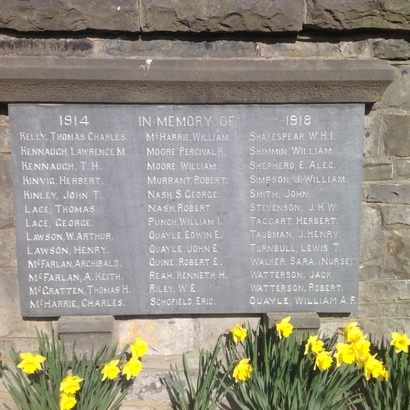 1914 IN MEMORY OF 1918
KELLY, THOMAS CHARLES.
KENNAUGH, LAWRENCE M.
KENNAUGH, T.H.
KINVIG, HERBERT.
KINLEY, JOHN T.
LACE, THOMAS.
LACE, GEORGE.
LAWSON, W. ARTHUR.
LAWSON, HENRY.
McFARLAN, ARCHIBALD.
McFARLAN, A. KEITH.
McGRATTEN, THOMAS H.
McHARRIE, CHARLES.
McHARRIE, WILLIAM.
MOORE PERCIVAL K.
MOORE, WILLIAM.
MURRANT, ROBERT.
NASH, S. GEORGE.
NASH, ROBERT.
PUNCH, WILLIAM I.
QUAYLE EDWIN E.
QUAYLE, JOHN E.
QUINE, ROBERT E.
REAH, KENNETH H.
RILEY, W.E.
SCHOFIELD, ERIC.
SHAKESPEAR, W.H.I.
SHIMMIN, WILLIAM.
SHEPHERD, E. ALEC.
SIMPSON, J. WILLIAM.
SMITH, JOHN.
STEVENSON, J.H.W.
TAGGART, HERBERT.
TAUBMAN, J. HENRY.
TURNBULL, LEWIS T.
WALKER, SARA. (NURSE)
WATTERSON, JACK.
WATTERSON, ROBERT.
QUAYLE, WILLIAM A.F.